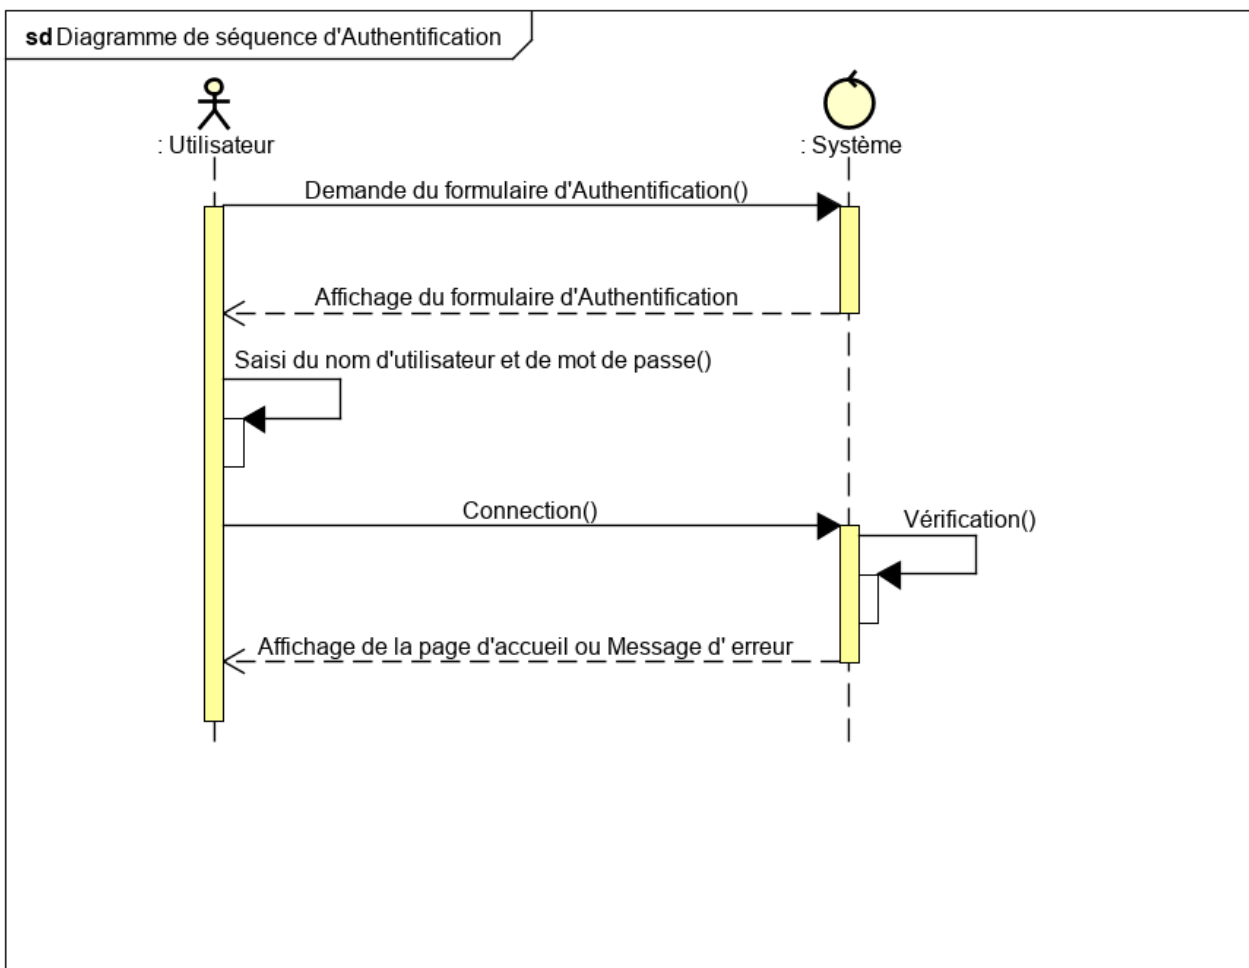 sd Diagramme de séquence d'Authentification
: Utilisateur
: Système
Demande du formulaire d'Authentification()
Affichage du formulaire d'Authentification
Saisi du nom d'utilisateur et de mot de passe()
Connection()
Vérification()
Affichage de la page d'accueil ou Message d' erreur